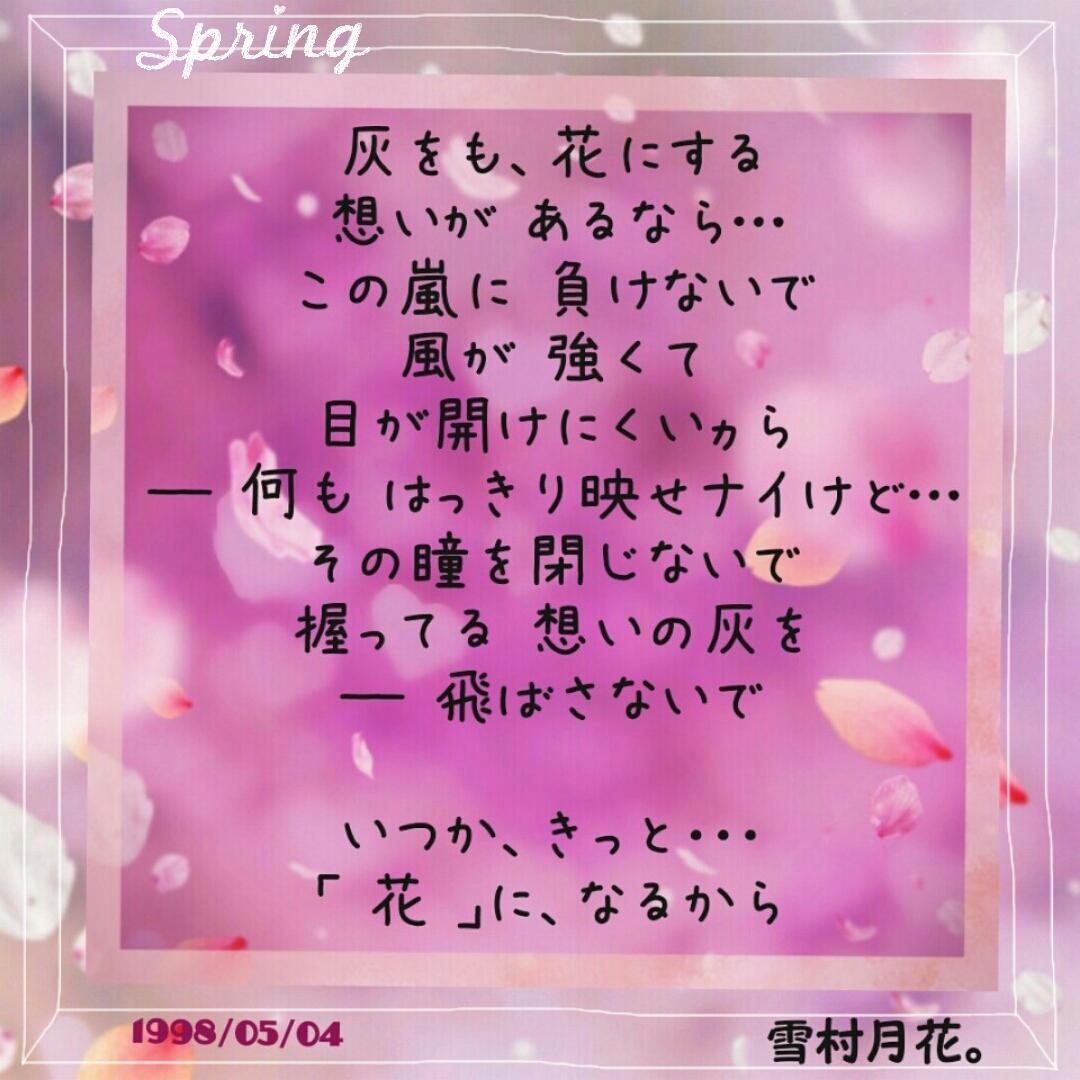 Spring
灰をも、花にする
想いが あるなら・・・
この嵐に 負けないで
風が 強くて
目が開けにくいヵら
― 何も はっきり映せナイけど・・・
その瞳を閉じないで
握ってる 想いの灰を
― 飛ばさないで
いつか、きっと・・・
「 花 」に、なるから
1998/05/04
雪村月花。